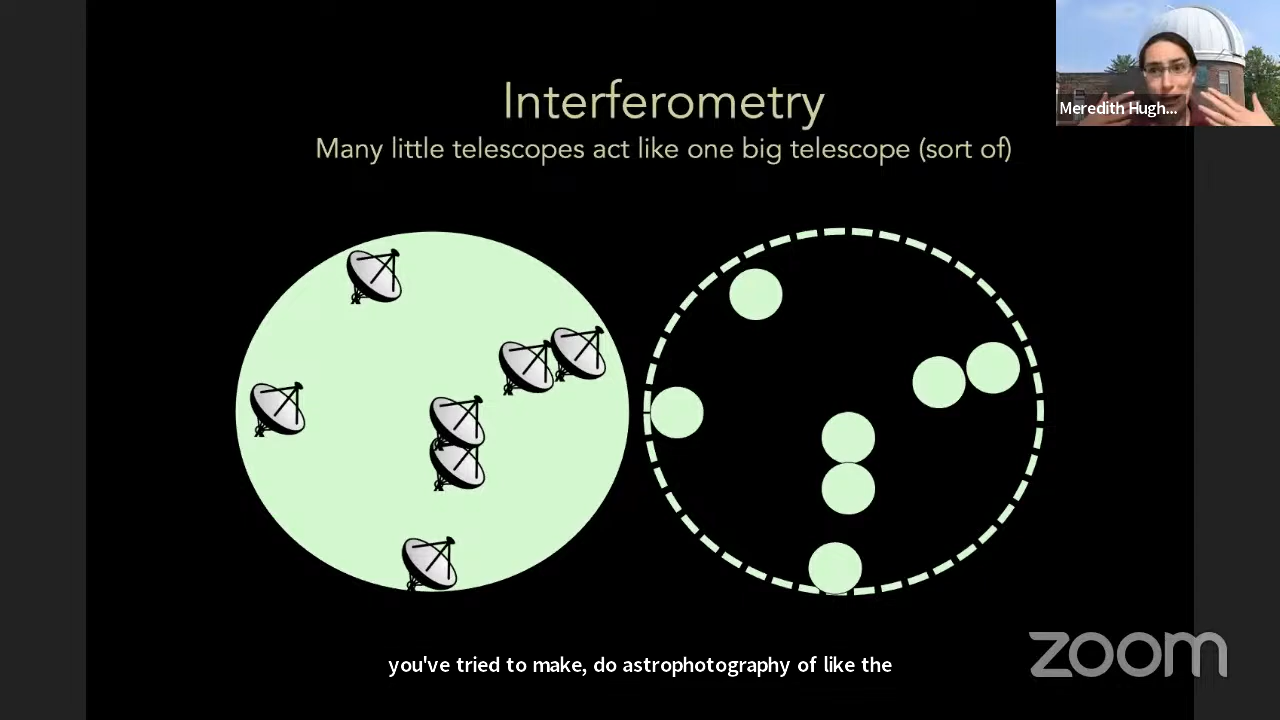 Interferometry
Many little telescopes act like one big telescope (sort of)
Meredith Hugh...
you've tried to make, do astrophotography of like the
zoom